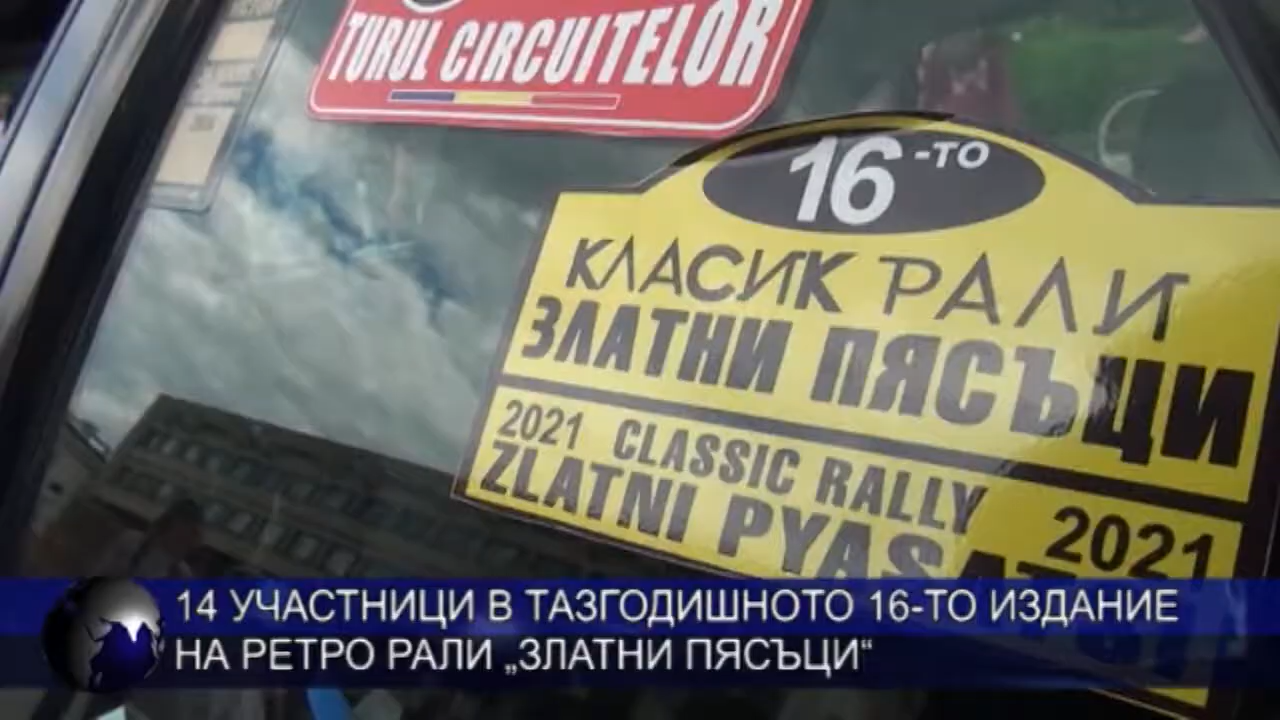 TURUL CIRCUITELOR
16-ТО
КЛАСИК РАЛИ
ЗЛАТНИ ПЯСЪЦИ
2021 CLASSIC RALLY
ZLATNI
2021
14 УЧАСТНИЦИ В ТАЗГОДИШНОТО 16-ТО ИЗДАНИЕ
НА РЕТРО РАЛИ „ЗЛАТНИ ПЯСЪЦИ“